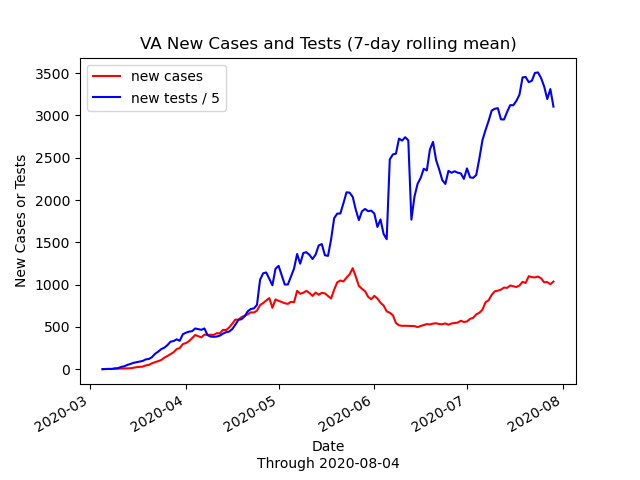 VA New Cases and Tests (7-day rolling mean)
new cases
new tests / 5
3500
3000
2500
2000
1500
1000
500
0
New Cases or Tests
2020-03
2020-04
2020-05
2020-06
2020-07
2020-08
Date
Through 2020-08-04